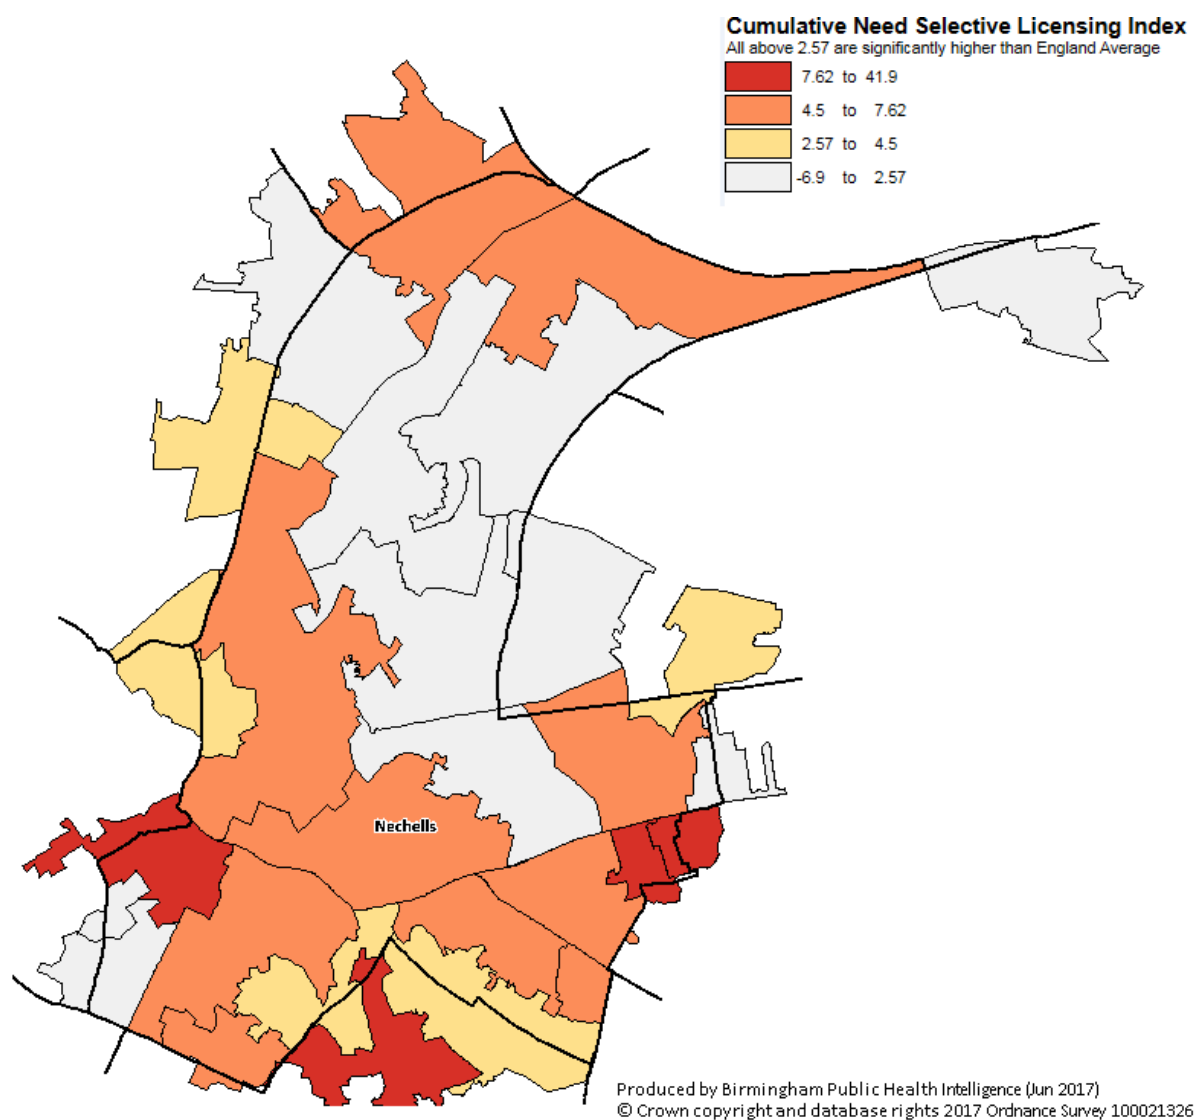 Cumulative Need Selective Licensing Index
All above 2.57 are significantly higher than England Average
7.62 to 41.9
4.5 to 7.62
2.57 to 4.5
-6.9 to 2.57
Nechells
Produced by Birmingham Public Health Intelligence (Jun 2017)
© Crown copyright and database rights 2017 Ordnance Survey 100021326